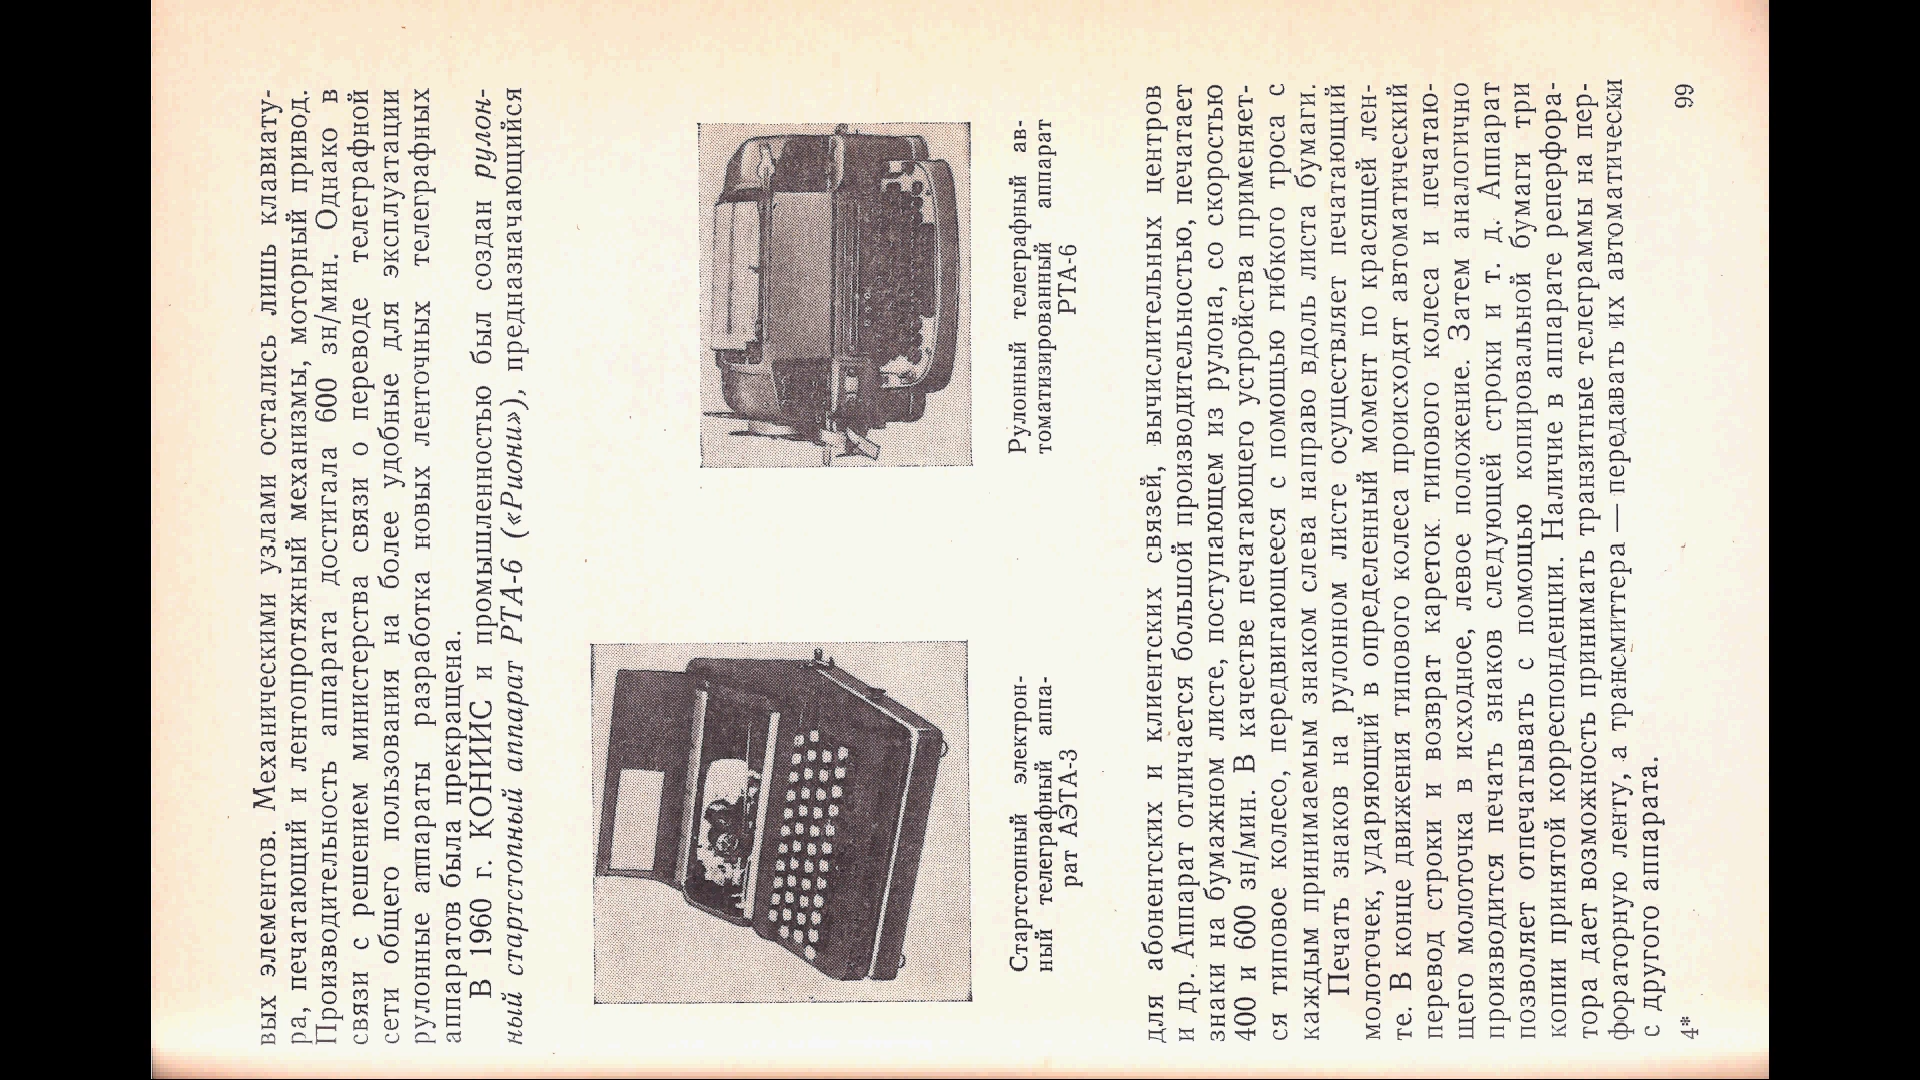 вых элементов. Механическими узлами остались лишь клавиату-
ра, печатающий и лентопротяжный механизмы, моторный привод.
Производительность аппарата достигала 600 зн/мин. Однако в
связи с решением министерства связи о переводе телеграфной
сети общего пользования на более удобные для эксплуатации
рулонные аппараты разработка новых ленточных телеграфных
аппаратов была прекращена.
В 1960 г. КОНИИС и промышленностью был создан рулон-
ный стартстопный аппарат РТА-6 («Риони»), предназначающийся
Стартстопный электрон-
ный телеграфный аппа-
рат АЭТА-3
Рулонный телеграфный ав-
томатизированный аппарат
РТА-6
для абонентских и клиентских связей, вычислительных центров
и др. Аппарат отличается большой производительностью, печатает
знаки на бумажном листе, поступающем из рулона, со скоростью
400 и 600 зн/мин. В качестве печатающего устройства применяет-
ся типовое колесо, передвигающееся с помощью гибкого троса с
каждым принимаемым знаком слева направо вдоль листа бумаги.
Печать знаков на рулонном листе осуществляет печатающий
молоточек, ударяющий в определенный момент по красящей лен-
те. В конце движения типового колеса происходят автоматический
перевод строки и возврат кареток типового колеса и печатаю-
щего молоточка в исходное, левое положение. Затем аналогично
производится печать знаков следующей строки и т. д. Аппарат
позволяет отпечатывать с помощью копировальной бумаги три
копии принятой корреспонденции. Наличие в аппарате реперфора-
тора дает возможность принимать транзитные телеграммы на пер-
фораторную ленту, а трансмиттера — передавать их автоматически
с другого аппарата.
4*
99